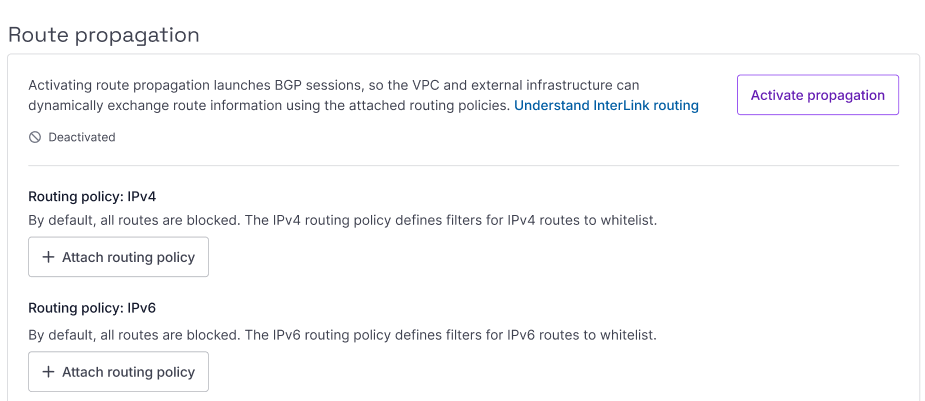 Route propagation
Activating route propagation launches BGP sessions, so the VPC and external infrastructure can
dynamically exchange route information using the attached routing policies. Understand InterLink routing
Activate propagation
Deactivated
Routing policy: IPv4
By default, all routes are blocked. The IPv4 routing policy defines filters for IPv4 routes to whitelist.
+ Attach routing policy
Routing policy: IPv6
By default, all routes are blocked. The IPv6 routing policy defines filters for IPv6 routes to whitelist.
+ Attach routing policy